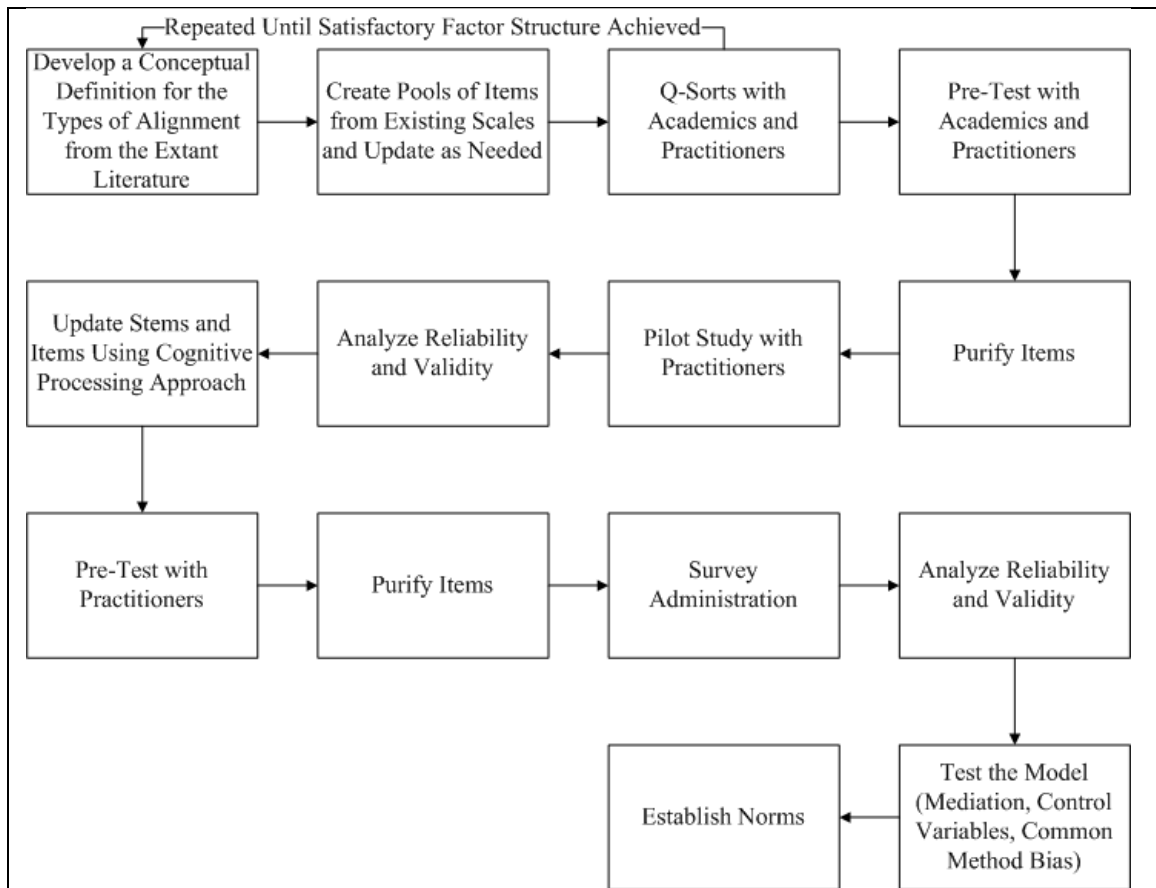 Repeated Until Satisfactory Factor Structure Achieved
Develop a Conceptual
Definition for the
Types of Alignment
from the Extant
Literature
Create Pools of Items
from Existing Scales
and Update as Needed
Q-Sorts with
Academics and
Practitioners
Pre-Test with
Academics and
Practitioners
Update Stems and
Items Using Cognitive
Processing Approach
Analyze Reliability
and Validity
Pilot Study with
Practitioners
Purify Items
Pre-Test with
Practitioners
Purify Items
Survey
Administration
Analyze Reliability
and Validity
Establish Norms
Test the Model
(Mediation, Control
Variables, Common
Method Bias)